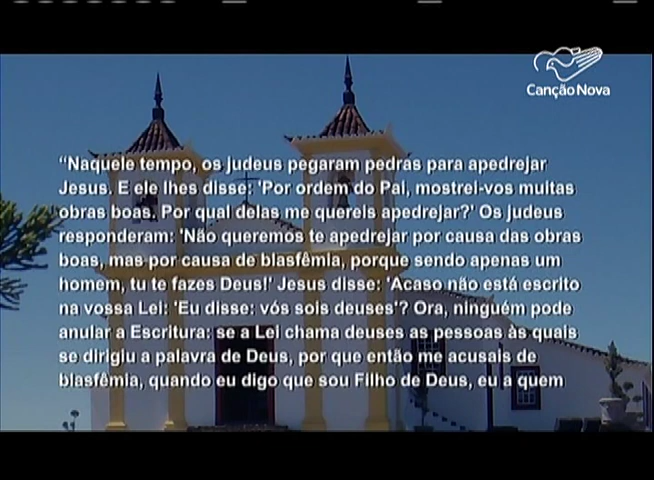 Canção Nova
“Naquele tempo, os judeus pegaram pedras para apedrejar
Jesus. E ele lhes disse: 'Por ordem do Pai, mostrei-vos muitas
obras boas. Por qual delas me quereis apedrejar?' Os judeus
responderam: 'Não queremos te apedrejar por causa das obras
boas, mas por causa de blasfêmia, porque sendo apenas um
homem, tu te fazes Deus!' Jesus disse: 'Acaso não está escrito
na vossa Lei: 'Eu disse: vós sois deuses'? Ora, ninguém pode
anular a Escritura: se a Lei chama deuses as pessoas às quais
se dirigiu a palavra de Deus, por que então me acusais de
blasfêmia, quando eu digo que sou Filho de Deus, eu a quem